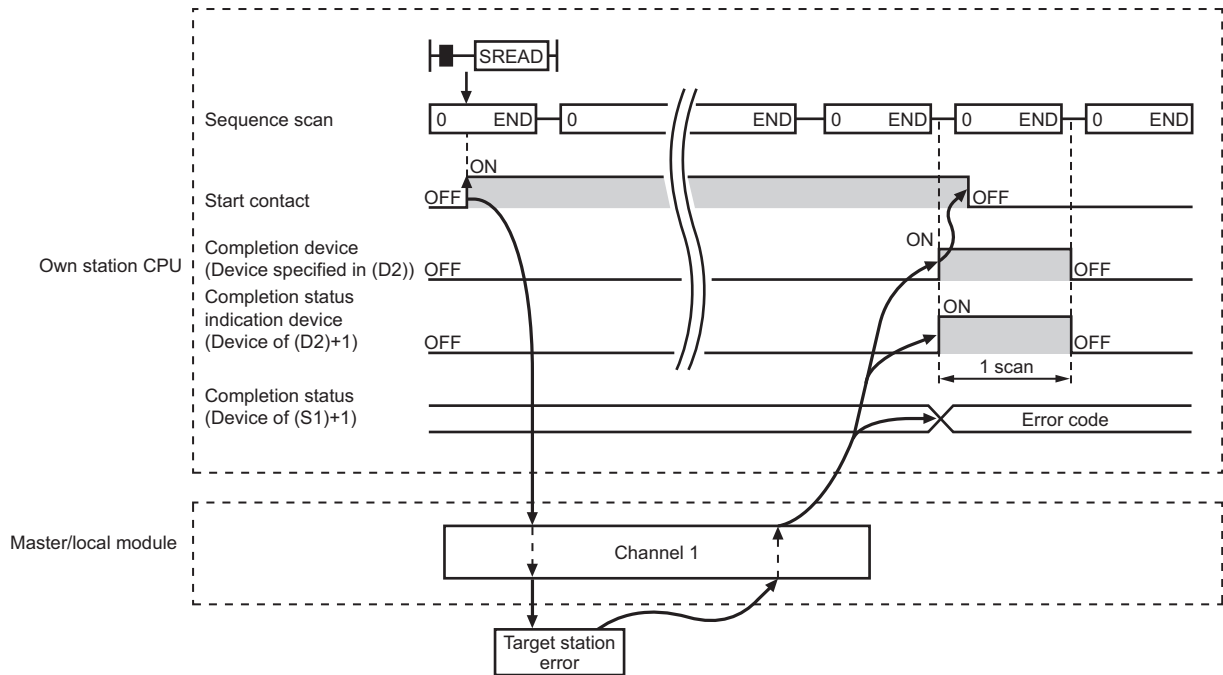 SREAD
Sequence scan
0 END 0 END 0 END 0 END 0 END
ON
Start contact
OFF
OFF
Own station CPU
Completion device
(Device specified in (D2))
OFF
ON
OFF
Completion status
indication device
(Device of (D2)+1)
OFF
ON
OFF
1 scan
Completion status
(Device of (S1)+1)
Error code
Master/local module
Channel 1
Target station
error